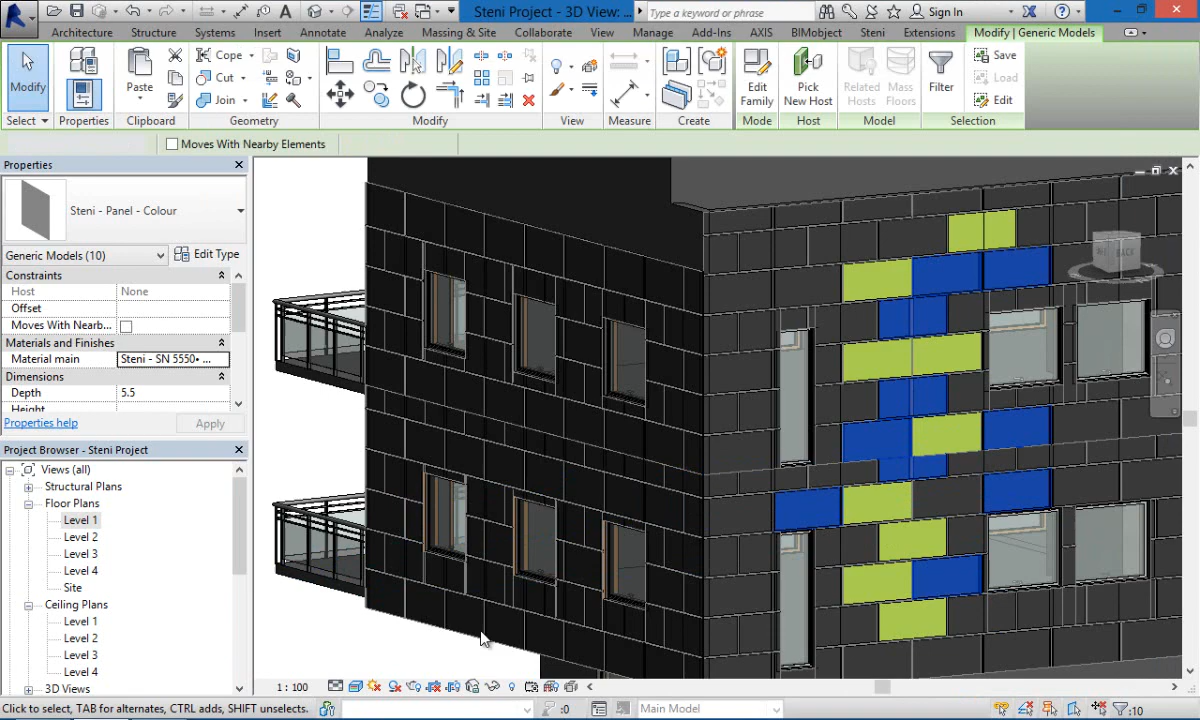 Steni Project - 3D View: ...
Type a keyword or phrase
Sign In
Architecture Structure Systems Insert Annotate Analyze Massing & Site Collaborate View Manage Add-Ins AXIS BIMobject Steni Extensions Modify | Generic Models
Modify
Paste
Cope
Cut
Join
Edit
Family
Pick
New Host
Related
Hosts
Mass
Floors
Filter
Save
Load
Edit
Select Properties Clipboard Geometry Modify View Measure Create Mode Host Model Selection
Moves With Nearby Elements
Properties
Steni - Panel - Colour
Generic Models (10)
Edit Type
Constraints
Host None
Offset
Moves With Nearb...
Materials and Finishes
Material main Steni - SN 5550• ...
Dimensions
Depth 5.5
Height
Properties help
Apply
Project Browser - Steni Project
Views (all)
Structural Plans
Floor Plans
Level 1
Level 2
Level 3
Level 4
Site
Ceiling Plans
Level 1
Level 2
Level 3
Level 4
3D Views
BACK
1 : 100
Click to select, TAB for alternates, CTRL adds, SHIFT unselects.
:0
Main Model
:10